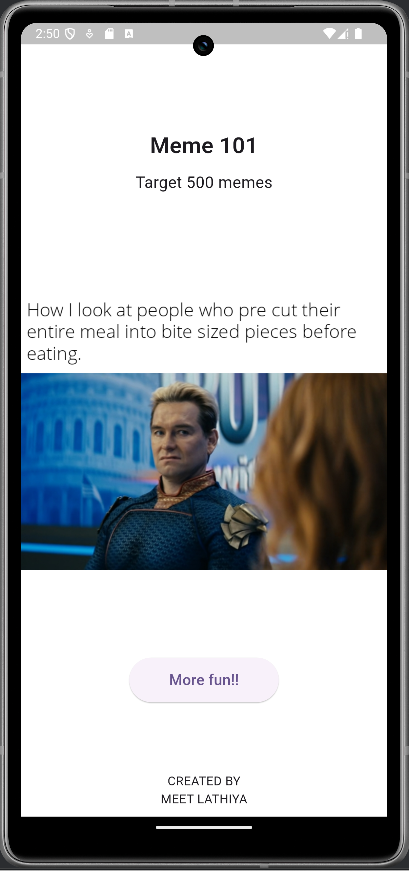 2:50
Meme 101
Target 500 memes
How I look at people who pre cut their
entire meal into bite sized pieces before
eating.
More fun!!
CREATED BY
MEET LATHIYA